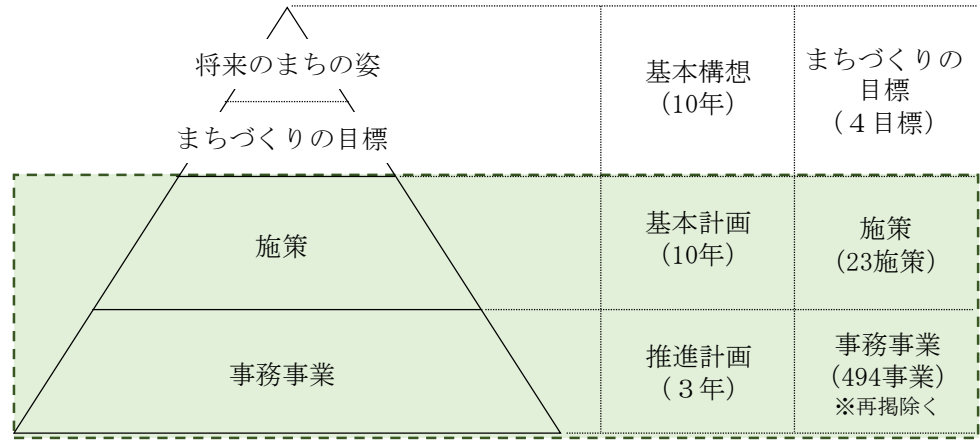 将来のまちの姿
まちづくりの目標
基本構想
(10年)
まちづくりの
目標
(４目標)
施策
基本計画
(10年)
施策
(23施策)
事務事業
推進計画
(３年)
事務事業
(494事業)
※再掲除く